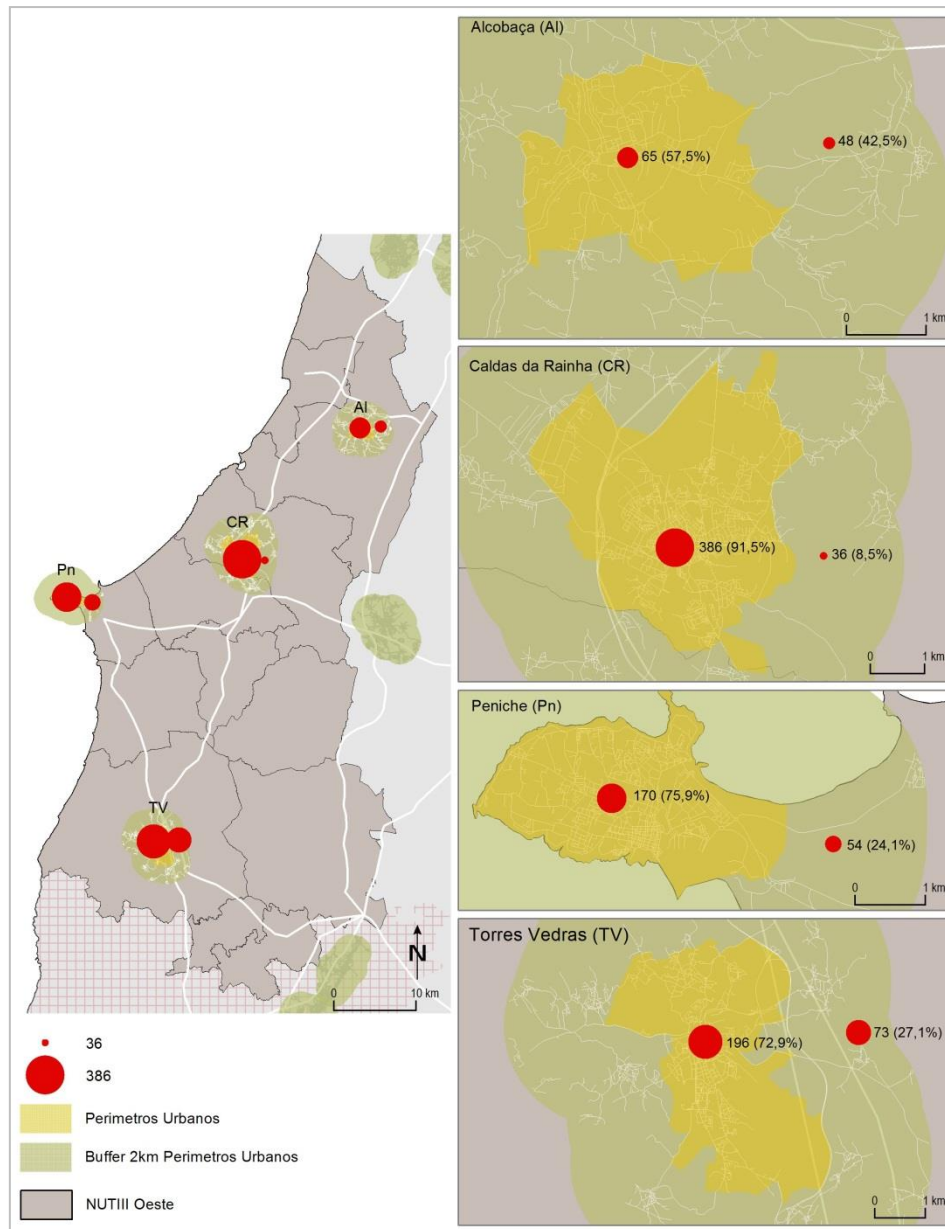 Alcobaça (Al)
65 (57,5%)
48 (42,5%)
0 1 km
Caldas da Rainha (CR)
386 (91,5%)
36 (8,5%)
0 1 km
Peniche (Pn)
170 (75,9%)
54 (24,1%)
0 1 km
Torres Vedras (TV)
196 (72,9%)
73 (27,1%)
0 1 km
Al
CR
Pn
TV
N
0 10 km
36
386
Perimetros Urbanos
Buffer 2km Perimetros Urbanos
NUTIII Oeste